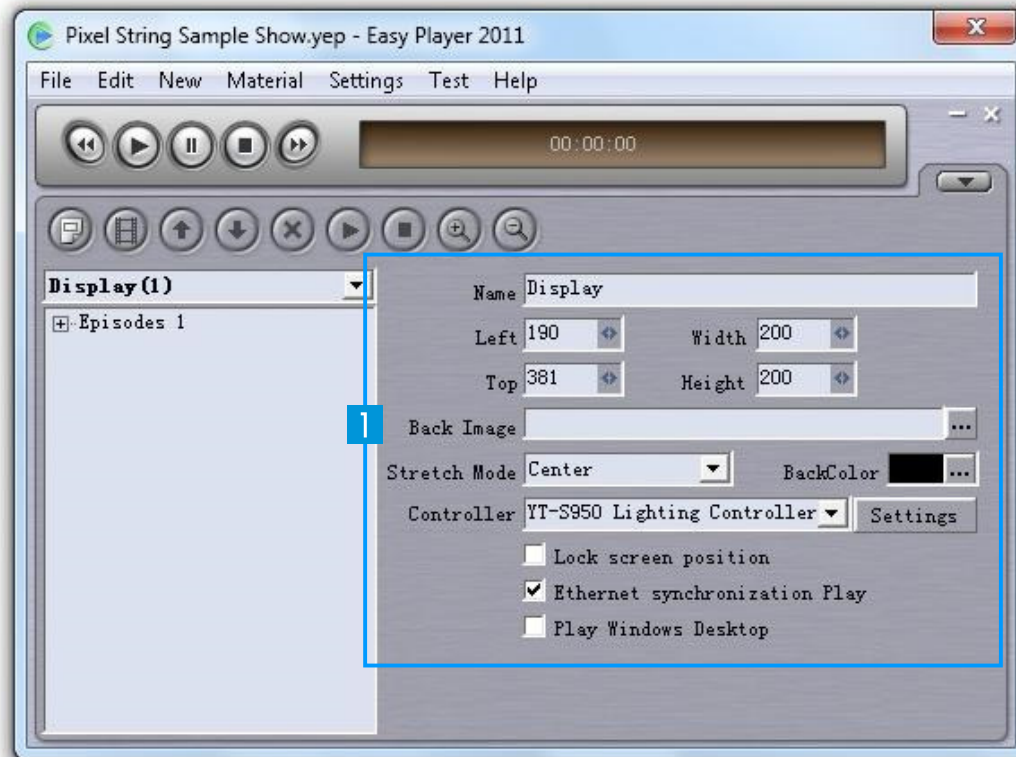 Pixel String Sample Show.yep - Easy Player 2011
File Edit New Material Settings Test Help
00:00:00
Display(1)
Episodes 1
1
Name Display
Left 190 Width 200
Top 381 Height 200
Back Image ...
Stretch Mode Center BackColor ...
Controller YT-S950 Lighting Controller Settings
Lock screen position
Ethernet synchronization Play
Play Windows Desktop